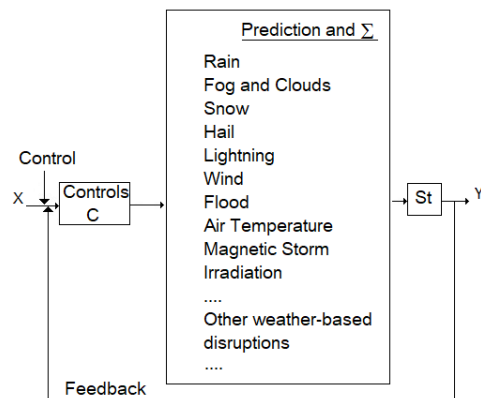 Prediction and Σ
Rain
Fog and Clouds
Snow
Hail
Lightning
Wind
Flood
Air Temperature
Magnetic Storm
Irradiation
....
Other weather-based
disruptions
....
Control
X
Controls
C
St
Y
Feedback